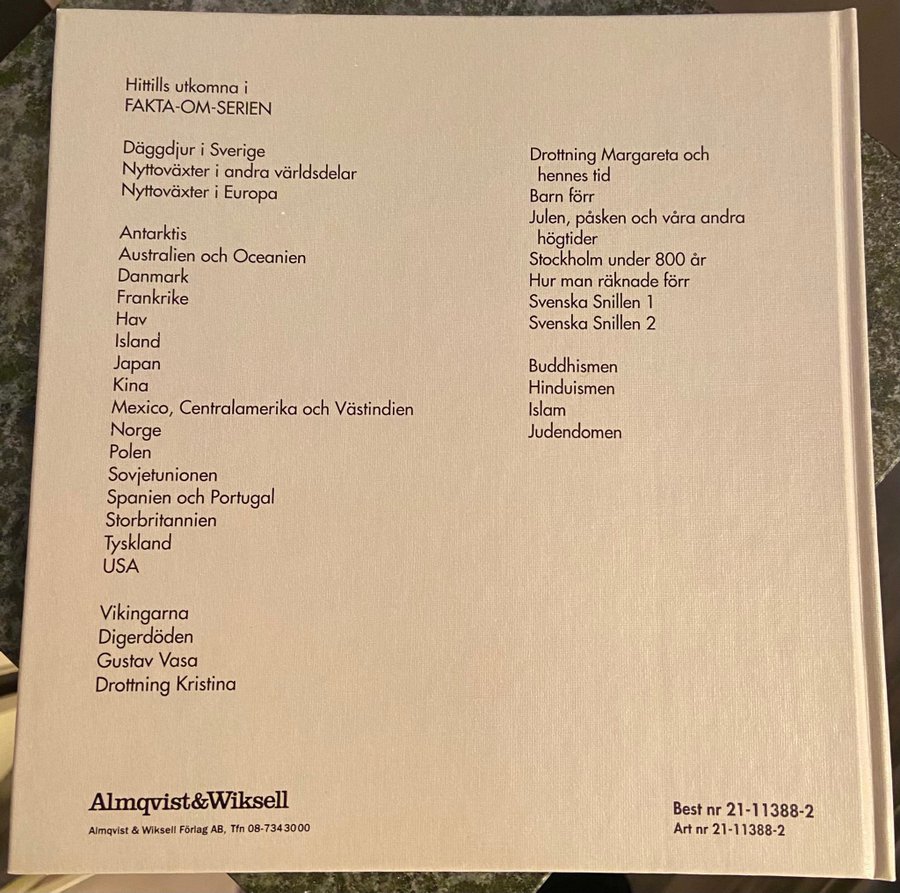 Hittills utkomna i
FAKTA-OM-SERIEN
Däggdjur i Sverige
Nyttoväxter i andra världsdelar
Nyttoväxter i Europa
Antarktis
Australien och Oceanien
Danmark
Frankrike
Hav
Island
Japan
Kina
Mexico, Centralamerika och Västindien
Norge
Polen
Sovjetunionen
Spanien och Portugal
Storbritannien
Tyskland
USA
Vikingarna
Digerdöden
Gustav Vasa
Drottning Kristina
Drottning Margareta och
hennes tid
Barn förr
Julen, påsken och våra andra
högtider
Stockholm under 800 år
Hur man räknade förr
Svenska Snillen 1
Svenska Snillen 2
Buddhismen
Hinduismen
Islam
Judendomen
Almqvist&Wiksell
Almqvist & Wiksell Förlag AB, Tfn 08-734 30 00
Best nr 21-11388-2
Art nr 21-11388-2